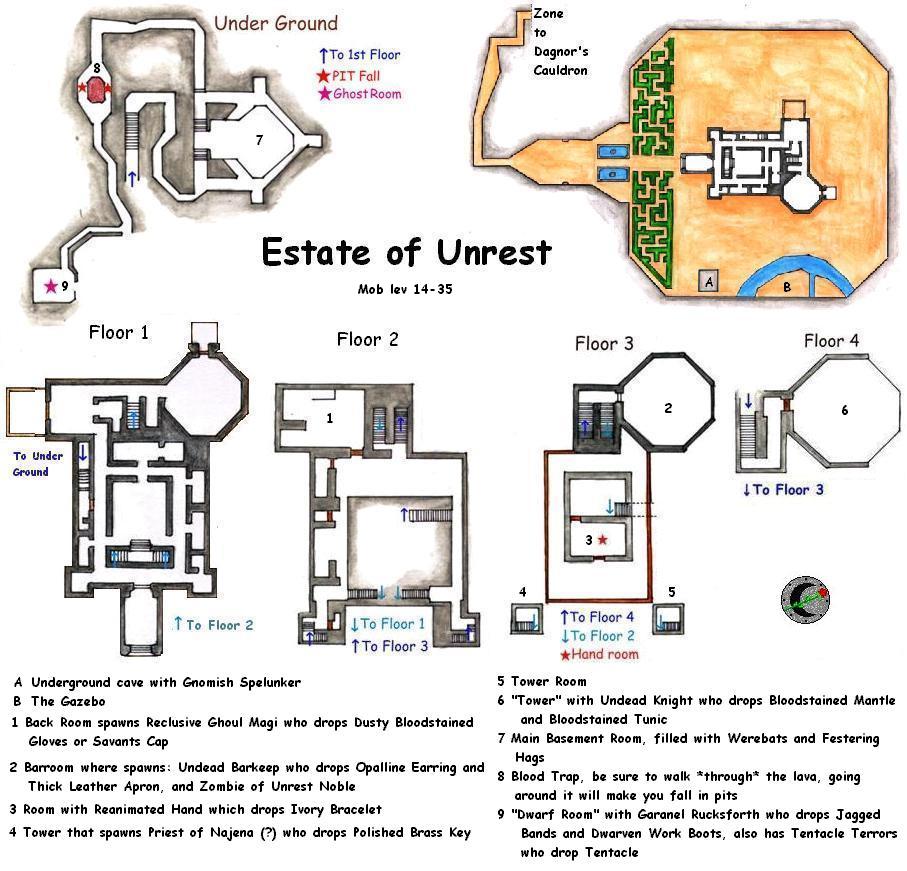 Under Ground
↑To 1st Floor
★PIT Fall
★Ghost Room
8
7
★ 9
Zone
to
Dagnor's
Cauldron
A
B
Estate of Unrest
Mob lev 14-35
Floor 1
To Under
Ground
↑ To Floor 2
Floor 2
1
↓To Floor 1
↑To Floor 3
Floor 3
2
3 ★
4
5
↑To Floor 4
↓To Floor 2
★Hand room
Floor 4
6
↓To Floor 3
A Underground cave with Gnomish Spelunker
B The Gazebo
1 Back Room spawns Reclusive Ghoul Magi who drops Dusty Bloodstained
Gloves or Savants Cap
2 Barroom where spawns: Undead Barkeep who drops Opalline Earring and
Thick Leather Apron, and Zombie of Unrest Noble
3 Room with Reanimated Hand which drops Ivory Bracelet
4 Tower that spawns Priest of Najena (?) who drops Polished Brass Key
5 Tower Room
6 "Tower" with Undead Knight who drops Bloodstained Mantle
and Bloodstained Tunic
7 Main Basement Room, filled with Werebats and Festering
Hags
8 Blood Trap, be sure to walk *through* the lava, going
around it will make you fall in pits
9 "Dwarf Room" with Garanel Rucksforth who drops Jagged
Bands and Dwarven Work Boots, also has Tentacle Terrors
who drop Tentacle